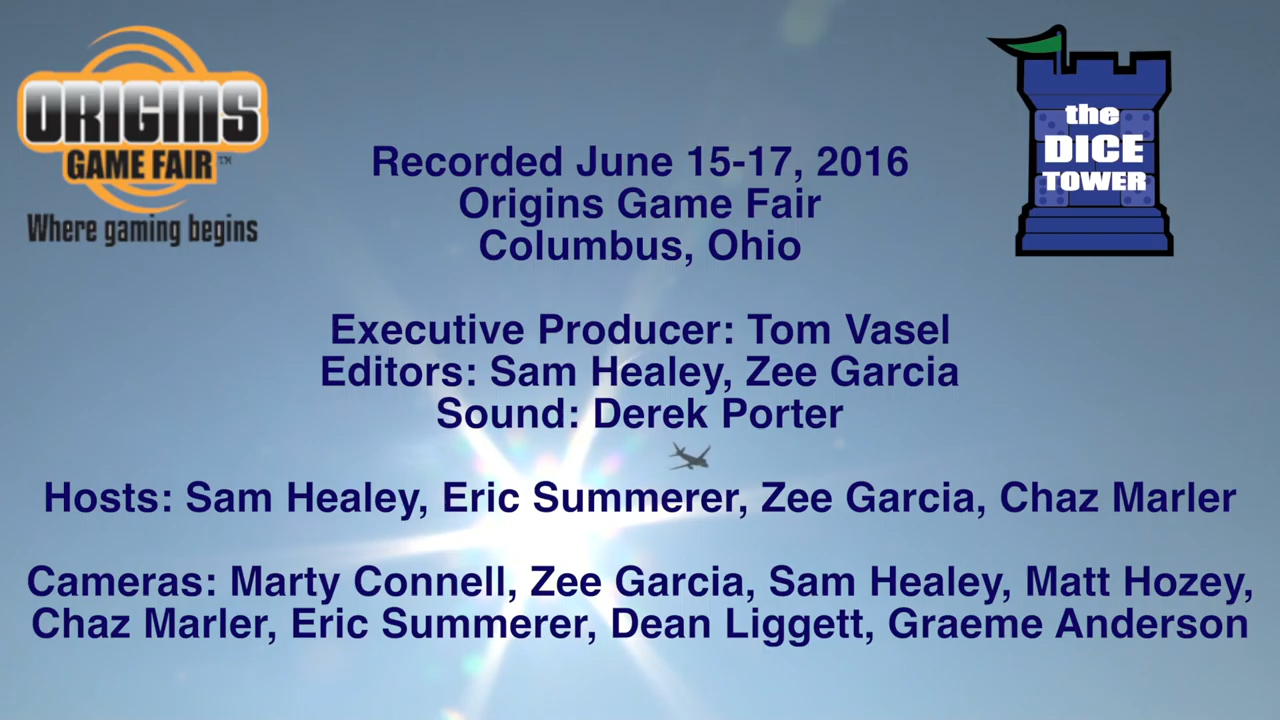 ORIGINS
GAME FAIR™
Where gaming begins
the
DICE
TOWER
Recorded June 15-17, 2016
Origins Game Fair
Columbus, Ohio
Executive Producer: Tom Vasel
Editors: Sam Healey, Zee Garcia
Sound: Derek Porter
Hosts: Sam Healey, Eric Summerer, Zee Garcia, Chaz Marler
Cameras: Marty Connell, Zee Garcia, Sam Healey, Matt Hozey,
Chaz Marler, Eric Summerer, Dean Liggett, Graeme Anderson